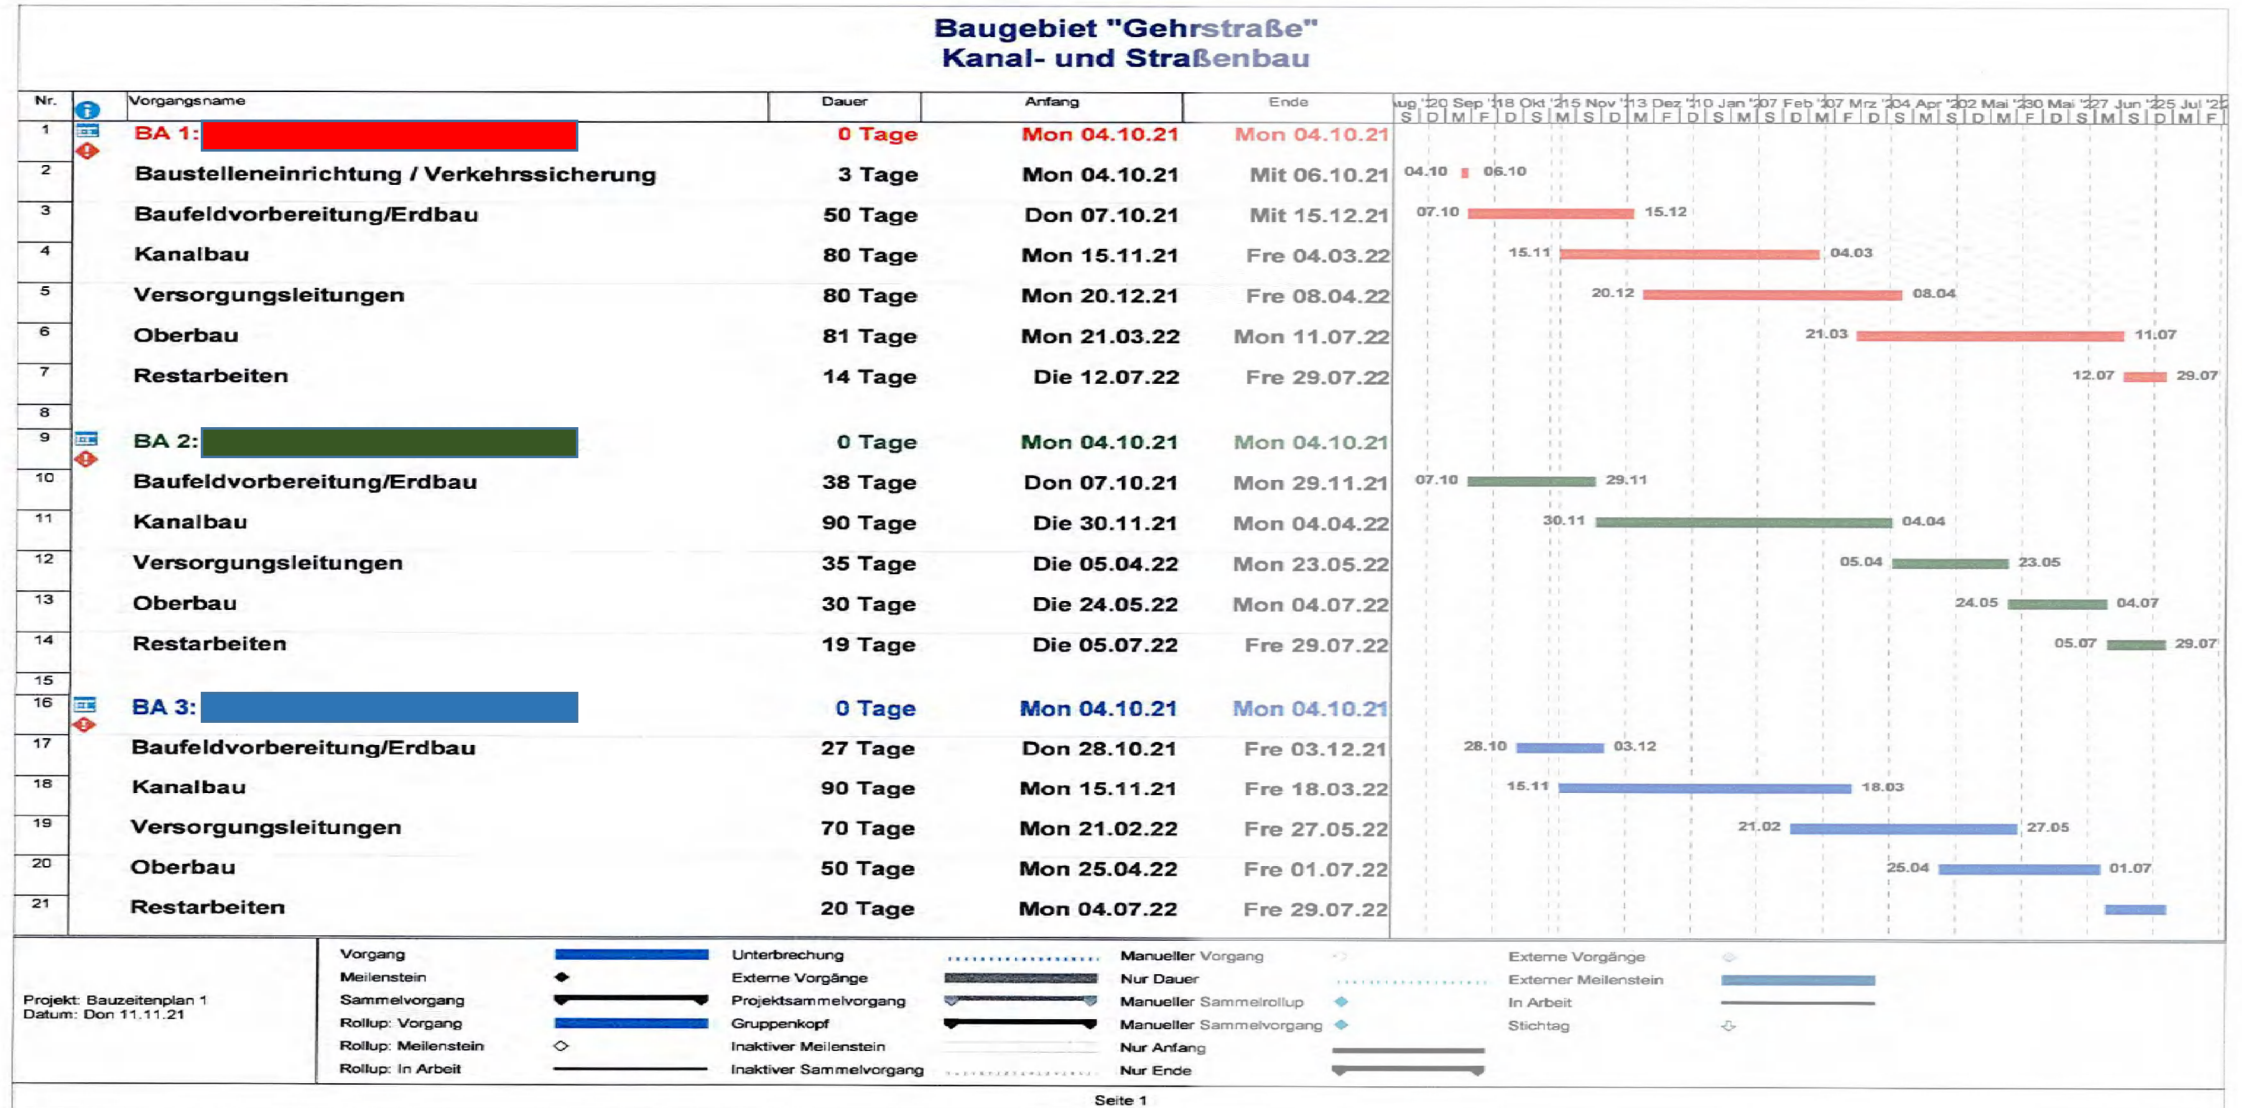 Baugebiet "Gehrstraße"
Kanal- und Straßenbau
Nr. Vorgangsname Dauer Anfang Ende
S D M F D S M S D M F D S M S D M F D S M S D M F D S M S D M F
1 BA 1: 0 Tage Mon 04.10.21 Mon 04.10.21
2 Baustelleneinrichtung / Verkehrssicherung 3 Tage Mon 04.10.21 Mit 06.10.21 04.10 06.10
3 Baufeldvorbereitung/Erdbau 50 Tage Don 07.10.21 Mit 15.12.21 07.10 15.12
4 Kanalbau 80 Tage Mon 15.11.21 Fre 04.03.22 15.11 04.03
5 Versorgungsleitungen 80 Tage Mon 20.12.21 Fre 08.04.22 20.12 08.04
6 Oberbau 81 Tage Mon 21.03.22 Mon 11.07.22 21.03 11.07
7 Restarbeiten 14 Tage Die 12.07.22 Fre 29.07.22 12.07 29.07
8
9 BA 2: 0 Tage Mon 04.10.21 Mon 04.10.21
10 Baufeldvorbereitung/Erdbau 38 Tage Don 07.10.21 Mon 29.11.21 07.10 29.11
11 Kanalbau 90 Tage Die 30.11.21 Mon 04.04.22 30.11 04.04
12 Versorgungsleitungen 35 Tage Die 05.04.22 Mon 23.05.22 05.04 23.05
13 Oberbau 30 Tage Die 24.05.22 Mon 04.07.22 24.05 04.07
14 Restarbeiten 19 Tage Die 05.07.22 Fre 29.07.22 05.07 29.07
15
16 BA 3: 0 Tage Mon 04.10.21 Mon 04.10.21
17 Baufeldvorbereitung/Erdbau 27 Tage Don 28.10.21 Fre 03.12.21 28.10 03.12
18 Kanalbau 90 Tage Mon 15.11.21 Fre 18.03.22 15.11 18.03
19 Versorgungsleitungen 70 Tage Mon 21.02.22 Fre 27.05.22 21.02 27.05
20 Oberbau 50 Tage Mon 25.04.22 Fre 01.07.22 25.04 01.07
21 Restarbeiten 20 Tage Mon 04.07.22 Fre 29.07.22
Projekt: Bauzeitenplan 1
Datum: Don 11.11.21
Vorgang Unterbrechung Manueller Vorgang Externe Vorgänge
Meilenstein Externe Vorgänge Nur Dauer Externer Meilenstein
Sammelvorgang Projektsammelvorgang Manueller Sammelrollup In Arbeit
Rollup: Vorgang Gruppenkopf Manueller Sammelvorgang Stichtag
Rollup: Meilenstein Inaktiver Meilenstein Nur Anfang
Rollup: In Arbeit Inaktiver Sammelvorgang Nur Ende
Seite 1